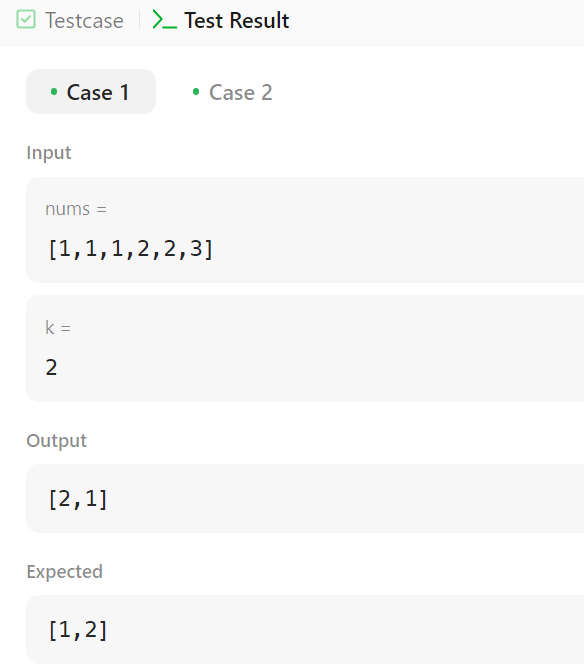 Testcase
Test Result
Case 1
Case 2
Input
nums =
[1,1,1,2,2,3]
k =
2
Output
[2,1]
Expected
[1,2]